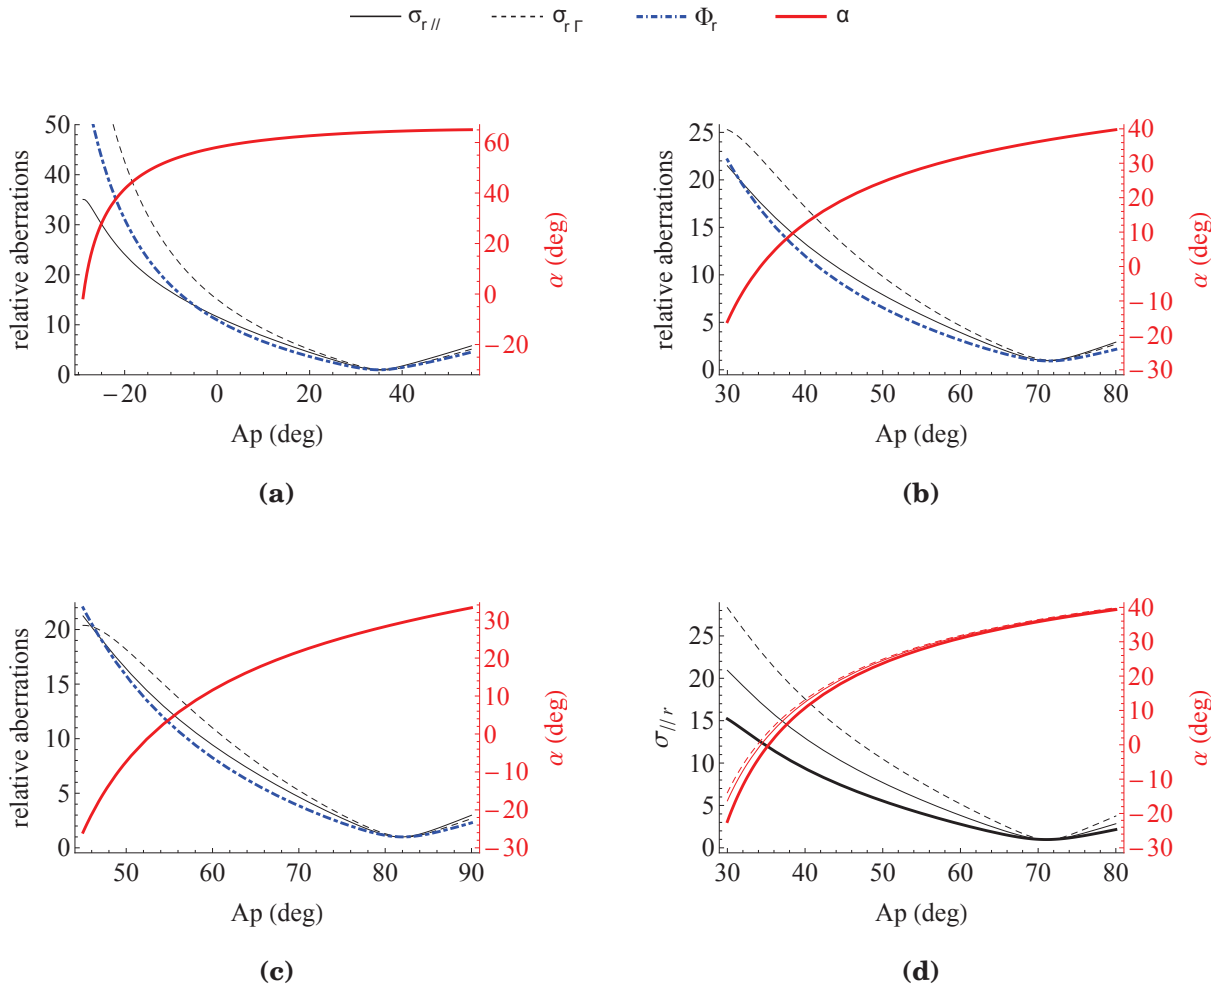 σr // σr Γ Φr α
50
40
30
20
10
0
relative aberrations
60
40
20
0
−20
α (deg)
−20 0 20 40
Ap (deg)
(a)
25
20
15
10
5
0
relative aberrations
40
30
20
10
0
−10
−20
−30
α (deg)
30 40 50 60 70 80
Ap (deg)
(b)
20
15
10
5
0
relative aberrations
30
20
10
0
−10
−20
−30
α (deg)
50 60 70 80 90
Ap (deg)
(c)
25
20
15
10
5
0
σ// r
40
30
20
10
0
−10
−20
−30
α (deg)
30 40 50 60 70 80
Ap (deg)
(d)